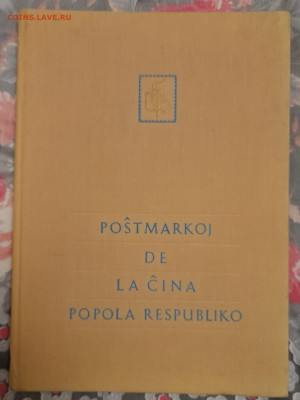 COINS.LAVE.RU
POŜTMARKOJ
DE
LA ĈINA
POPOLA RESPUBLIKO